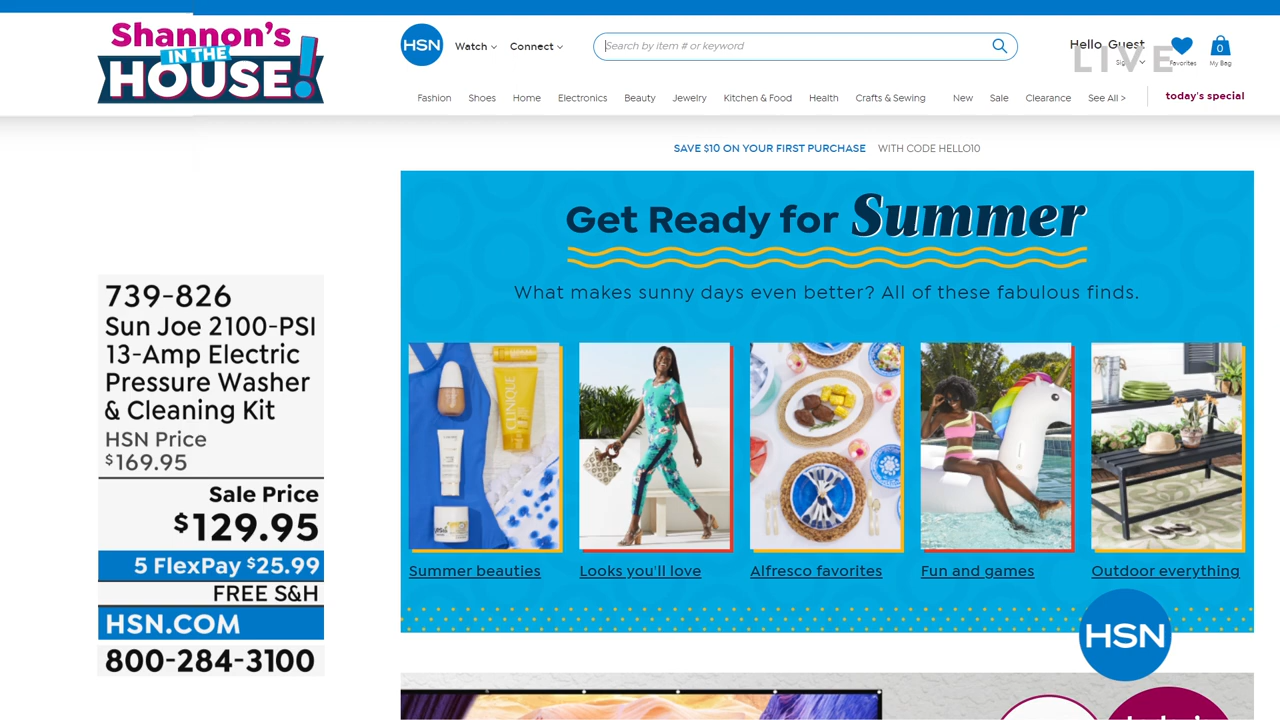 Shannon's
IN THE
HOUSE!
HSN
Watch
Connect
Search by item # or keyword
Hello, Guest
LIVE
Favorites
0
My Bag
Fashion Shoes Home Electronics Beauty Jewelry Kitchen & Food Health Crafts & Sewing New Sale Clearance See All > today's special
SAVE $10 ON YOUR FIRST PURCHASE WITH CODE HELLO10
Get Ready for Summer
What makes sunny days even better? All of these fabulous finds.
CLINIQUE
Summer beauties
Looks you'll love
Alfresco favorites
Fun and games
Outdoor everything
HSN
739-826
Sun Joe 2100-PSI
13-Amp Electric
Pressure Washer
& Cleaning Kit
HSN Price
$169.95
Sale Price
$129.95
5 FlexPay $25.99
FREE S&H
HSN.COM
800-284-3100